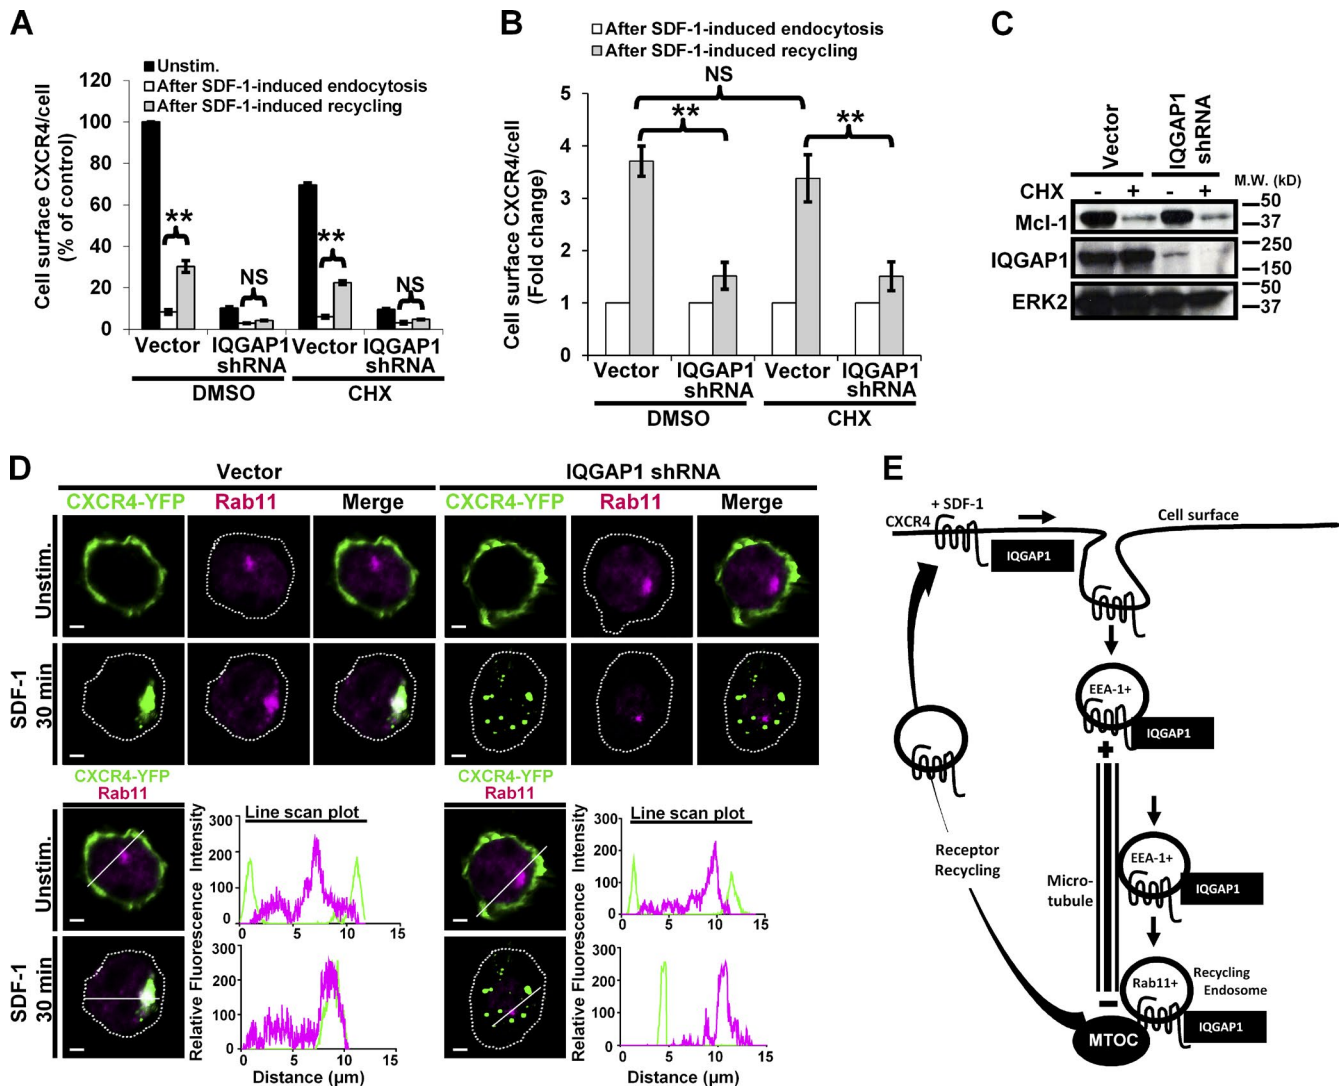 A
Unstim.
After SDF-1-induced endocytosis
After SDF-1-induced recycling
Cell surface CXCR4/cell
(% of control)
120
100
80
60
40
20
0
**
NS
**
NS
Vector
IQGAP1
shRNA
Vector
IQGAP1
shRNA
DMSO
CHX
B
After SDF-1-induced endocytosis
After SDF-1-induced recycling
Cell surface CXCR4/cell
(Fold change)
5
4
3
2
1
0
NS
**
**
Vector
IQGAP1
shRNA
Vector
IQGAP1
shRNA
DMSO
CHX
C
Vector
IQGAP1
shRNA
CHX - + - + M.W. (kD)
Mcl-1
50
37
IQGAP1
250
150
ERK2
50
37
D
Vector
IQGAP1 shRNA
CXCR4-YFP Rab11 Merge CXCR4-YFP Rab11 Merge
Unstim.
SDF-1
30 min
CXCR4-YFP
Rab11
CXCR4-YFP
Rab11
Unstim.
SDF-1
30 min
Relative Fluorescence Intensity
Line scan plot
300
200
100
0
0 5 10 15
300
200
100
0
0 5 10 15
Distance (µm)
Relative Fluorescence Intensity
Line scan plot
300
200
100
0
0 5 10 15
300
200
100
0
0 5 10 15
Distance (µm)
E
CXCR4
+ SDF-1
IQGAP1
Cell surface
EEA-1+
IQGAP1
+
EEA-1+
IQGAP1
Micro-
tubule
Receptor
Recycling
Rab11+
Recycling
Endosome
IQGAP1
-
MTOC